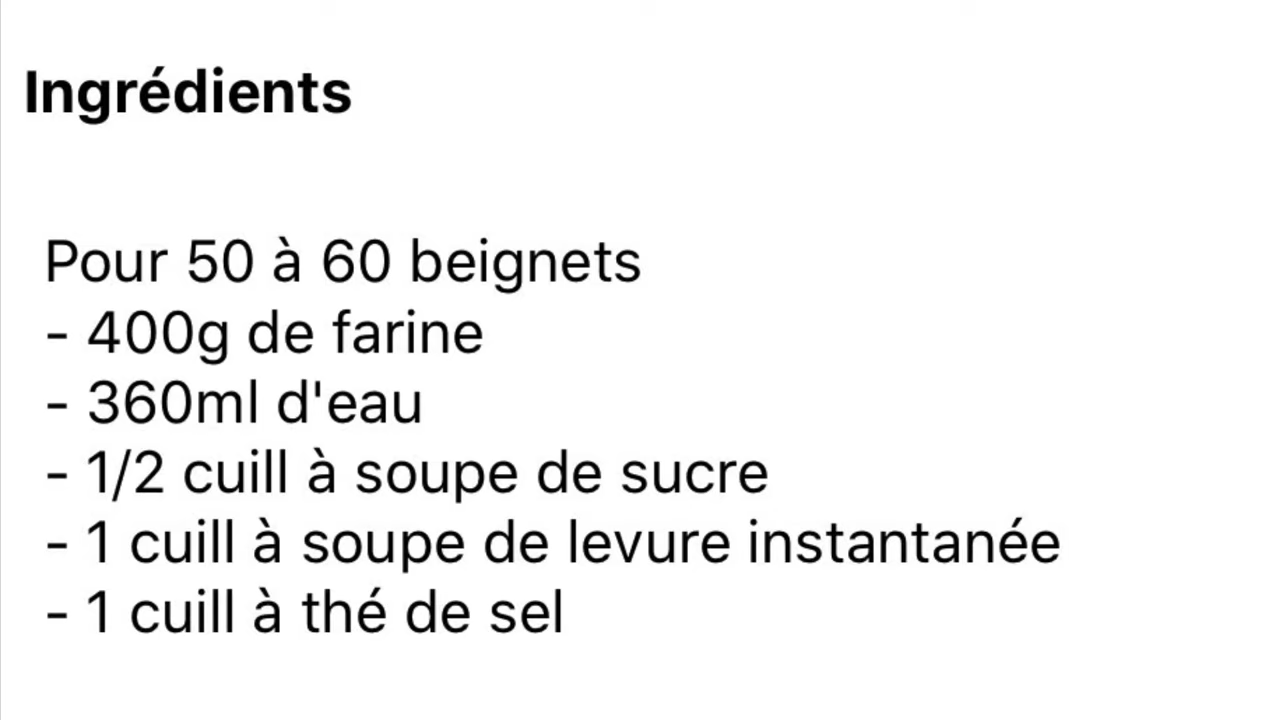 Ingrédients
Pour 50 à 60 beignets
- 400g de farine
- 360ml d'eau
- 1/2 cuill à soupe de sucre
- 1 cuill à soupe de levure instantanée
- 1 cuill à thé de sel